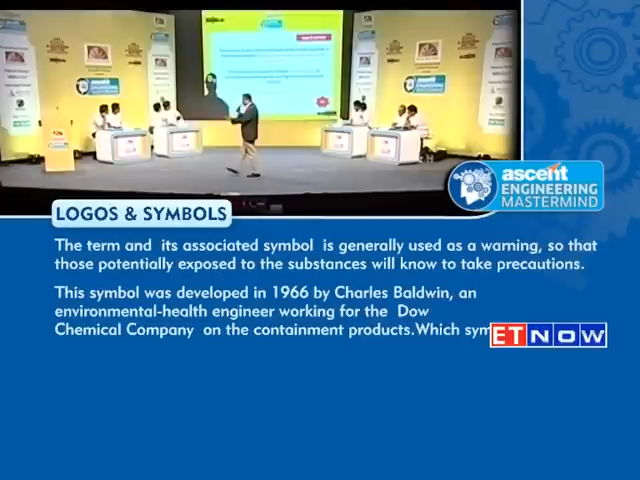 ascent
ENGINEERING
MASTERMIND
LOGOS & SYMBOLS
The term and its associated symbol is generally used as a warning, so that
those potentially exposed to the substances will know to take precautions.
This symbol was developed in 1966 by Charles Baldwin, an
environmental-health engineer working for the Dow
Chemical Company on the containment products.Which sym
ET NOW